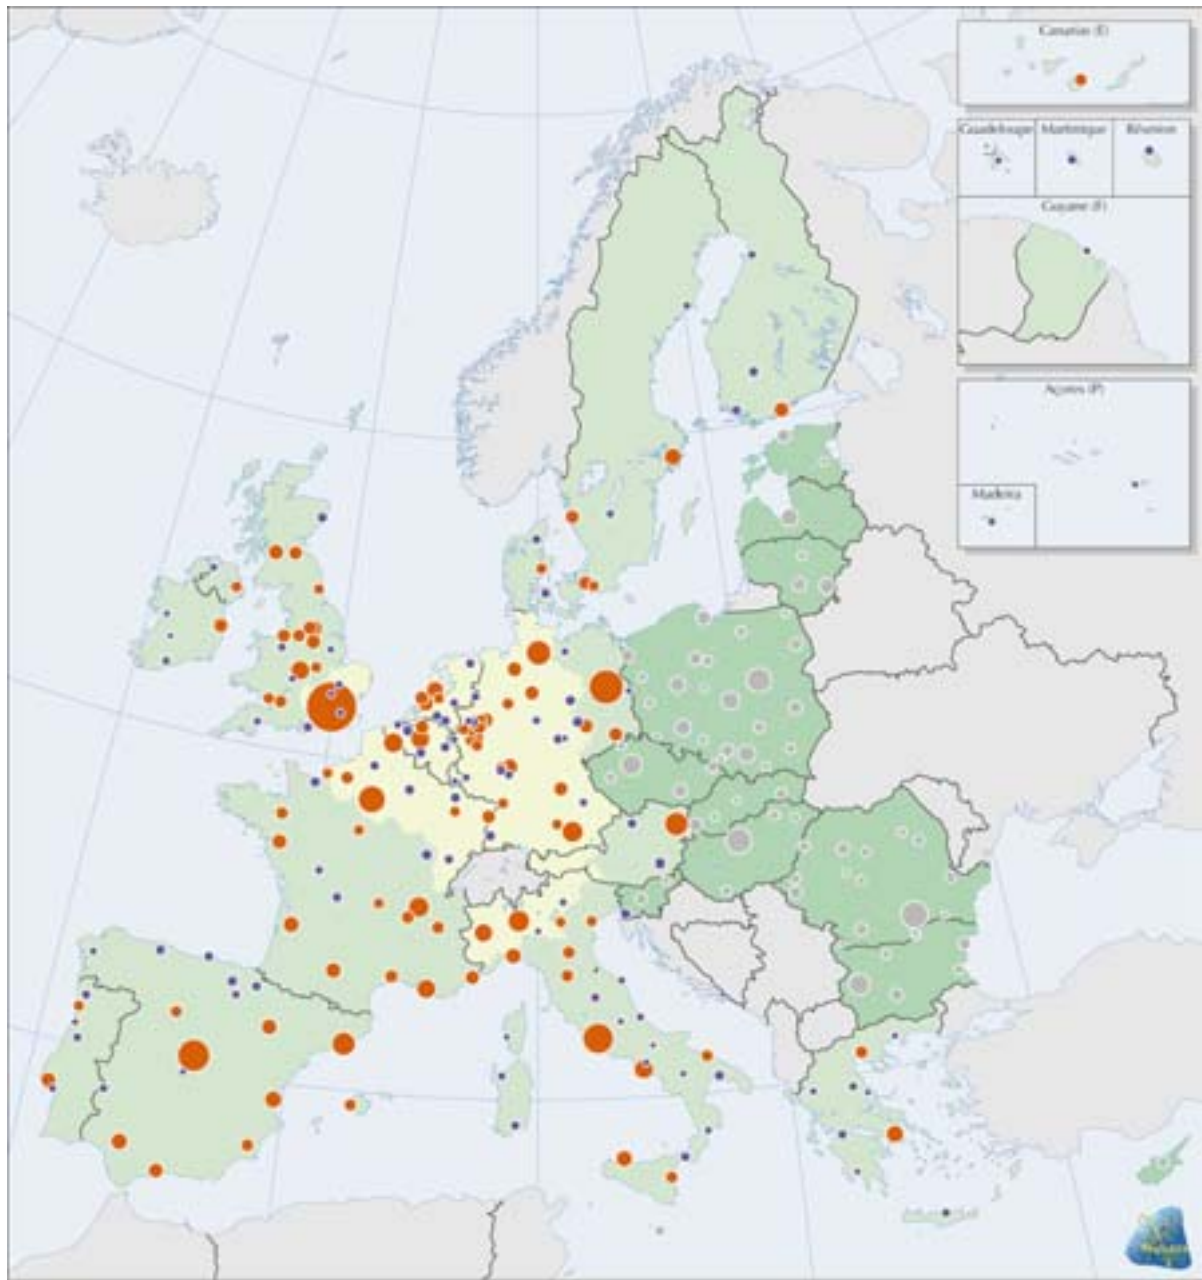 Canarias (E)
Guadeloupe
Martinique
Réunion
Guyane (F)
Açores (P)
Madeira